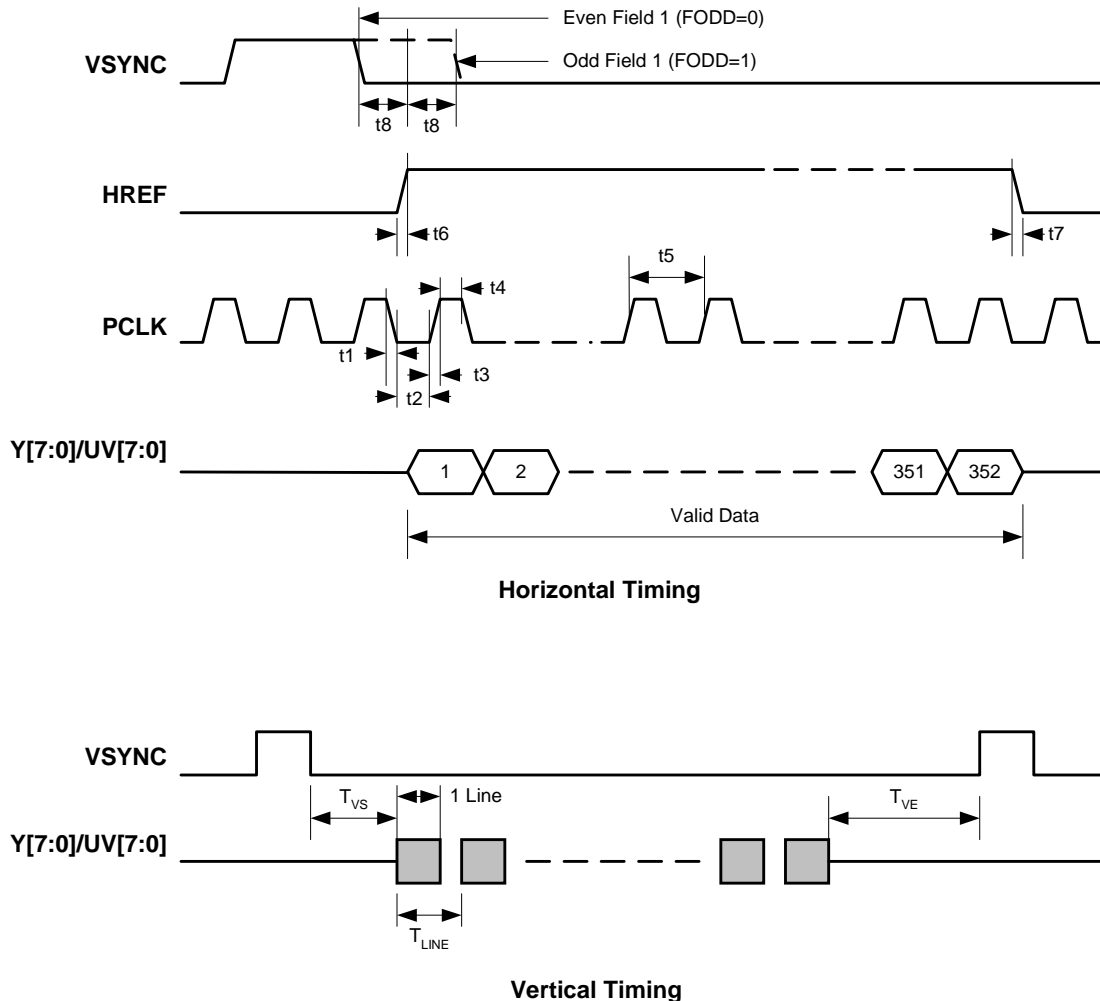 Even Field 1 (FODD=0)
VSYNC
Odd Field 1 (FODD=1)
t8
t8
HREF
t6
t7
t5
t4
PCLK
t1
t3
t2
Y[7:0]/UV[7:0]
1
2
351
352
Valid Data
Horizontal Timing
VSYNC
TVS
1 Line
TVE
Y[7:0]/UV[7:0]
TLINE
Vertical Timing